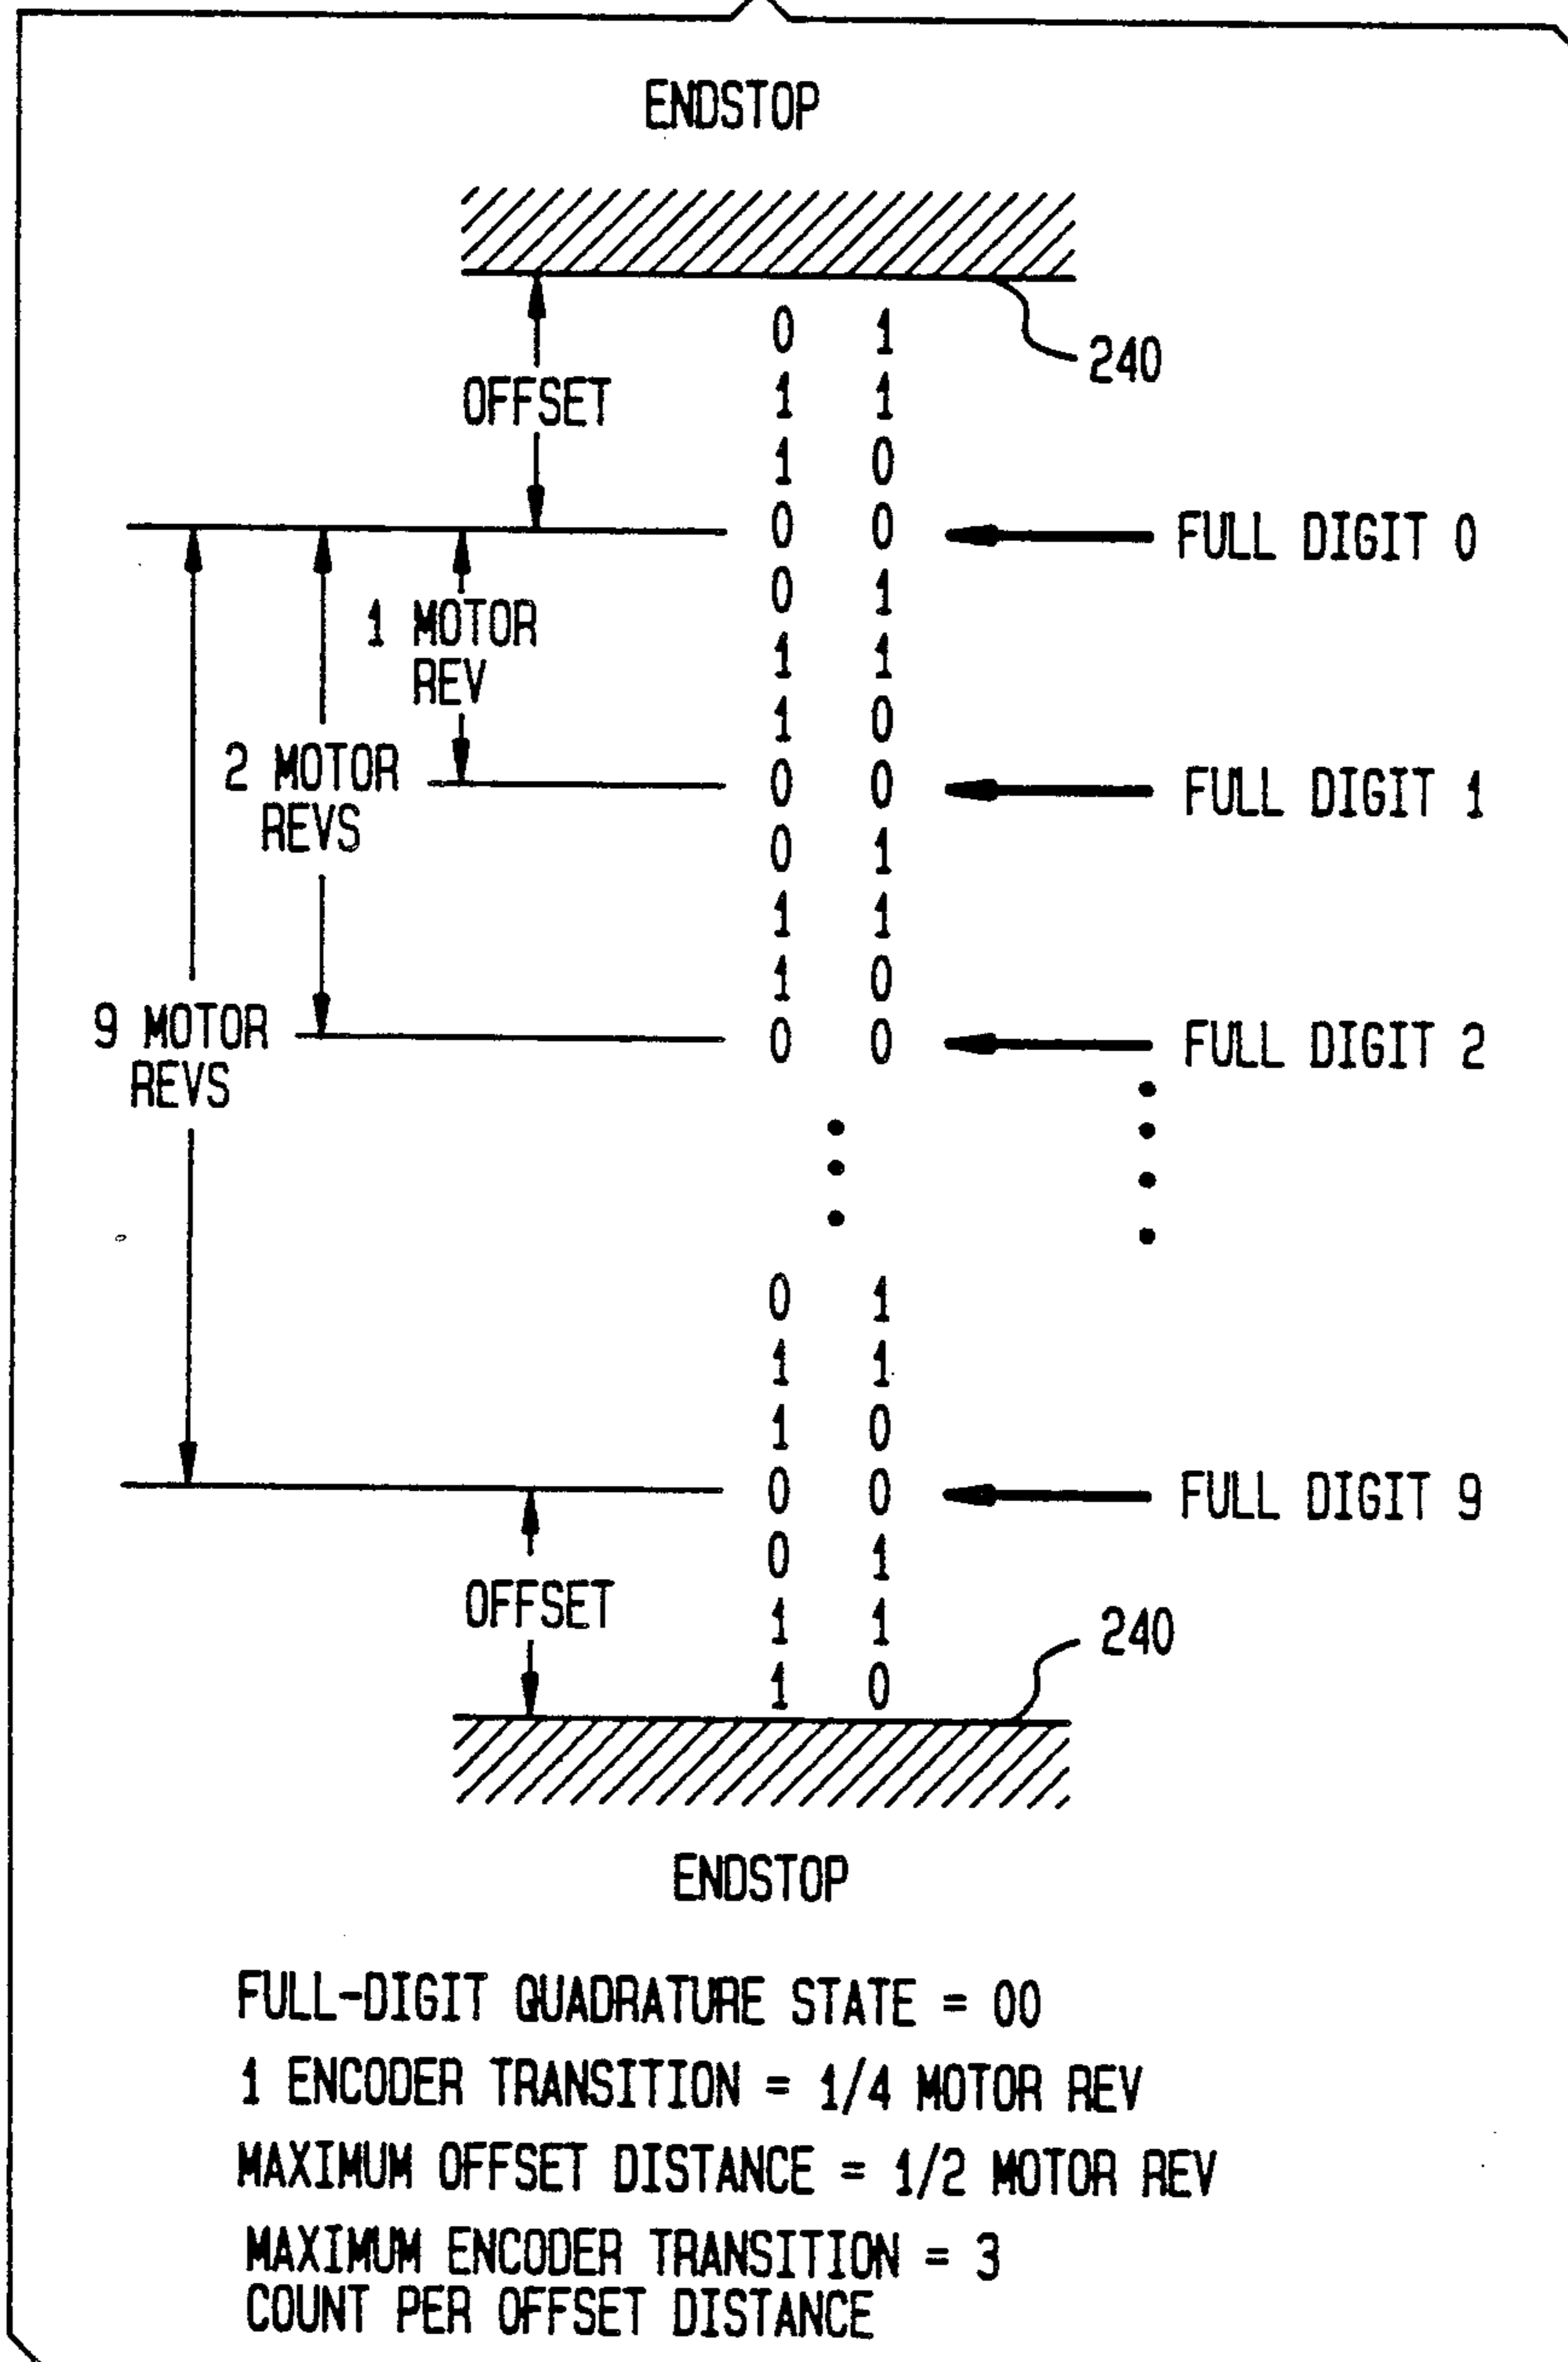 ENDSTOP
0 1
240
1 1
OFFSET
1 0
0 0 FULL DIGIT 0
0 1
1 MOTOR
REV
1 1
1 0
2 MOTOR
REVS
0 0 FULL DIGIT 1
0 1
1 1
1 0
9 MOTOR
REVS
0 0 FULL DIGIT 2
0 1
1 1
1 0
0 0 FULL DIGIT 9
0 1
OFFSET
1 1
240
1 0
ENDSTOP
FULL-DIGIT QUADRATURE STATE = 00
1 ENCODER TRANSITION = 1/4 MOTOR REV
MAXIMUM OFFSET DISTANCE = 1/2 MOTOR REV
MAXIMUM ENCODER TRANSITION = 3
COUNT PER OFFSET DISTANCE